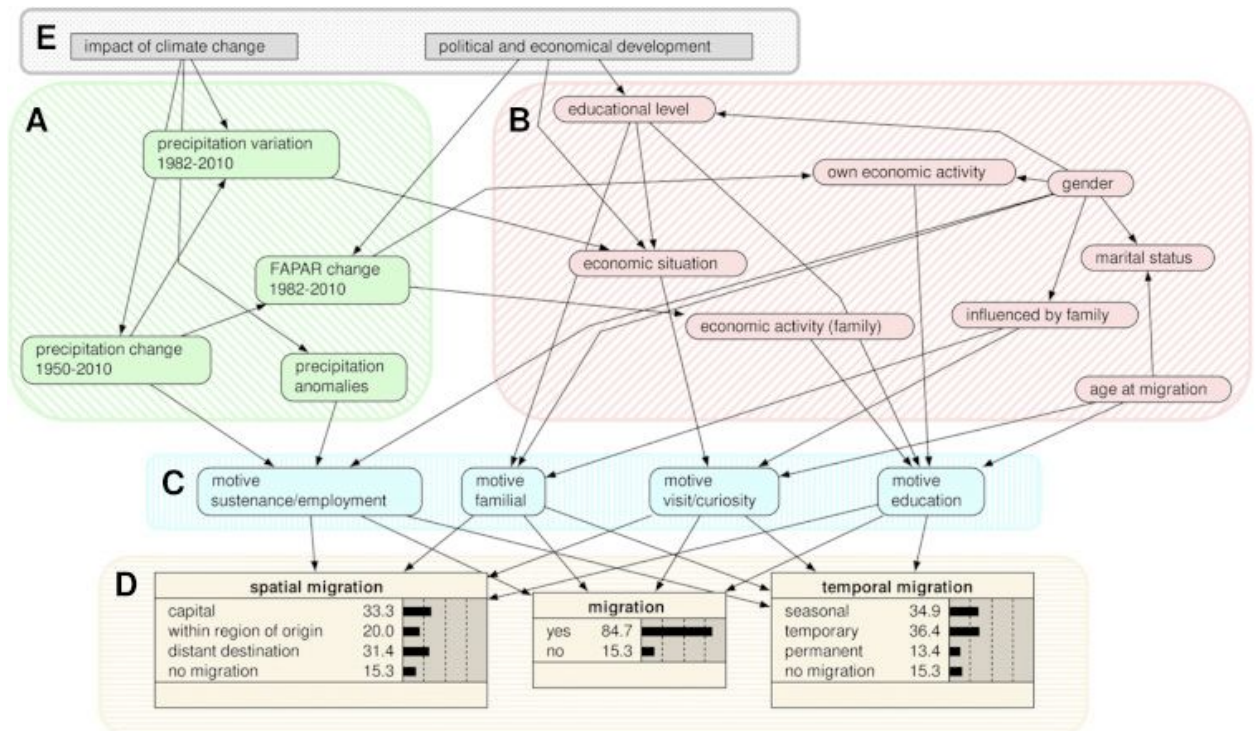 E
impact of climate change
political and economical development
A
B
educational level
precipitation variation
1982-2010
own economic activity
gender
marital status
FAPAR change
1982-2010
economic situation
influenced by family
economic activity (family)
precipitation change
1950-2010
precipitation
anomalies
age at migration
C
motive
sustenance/employment
motive
familial
motive
visit/curiosity
motive
education
D
spatial migration
capital 33.3
within region of origin 20.0
distant destination 31.4
no migration 15.3
migration
yes 84.7
no 15.3
temporal migration
seasonal 34.9
temporary 36.4
permanent 13.4
no migration 15.3